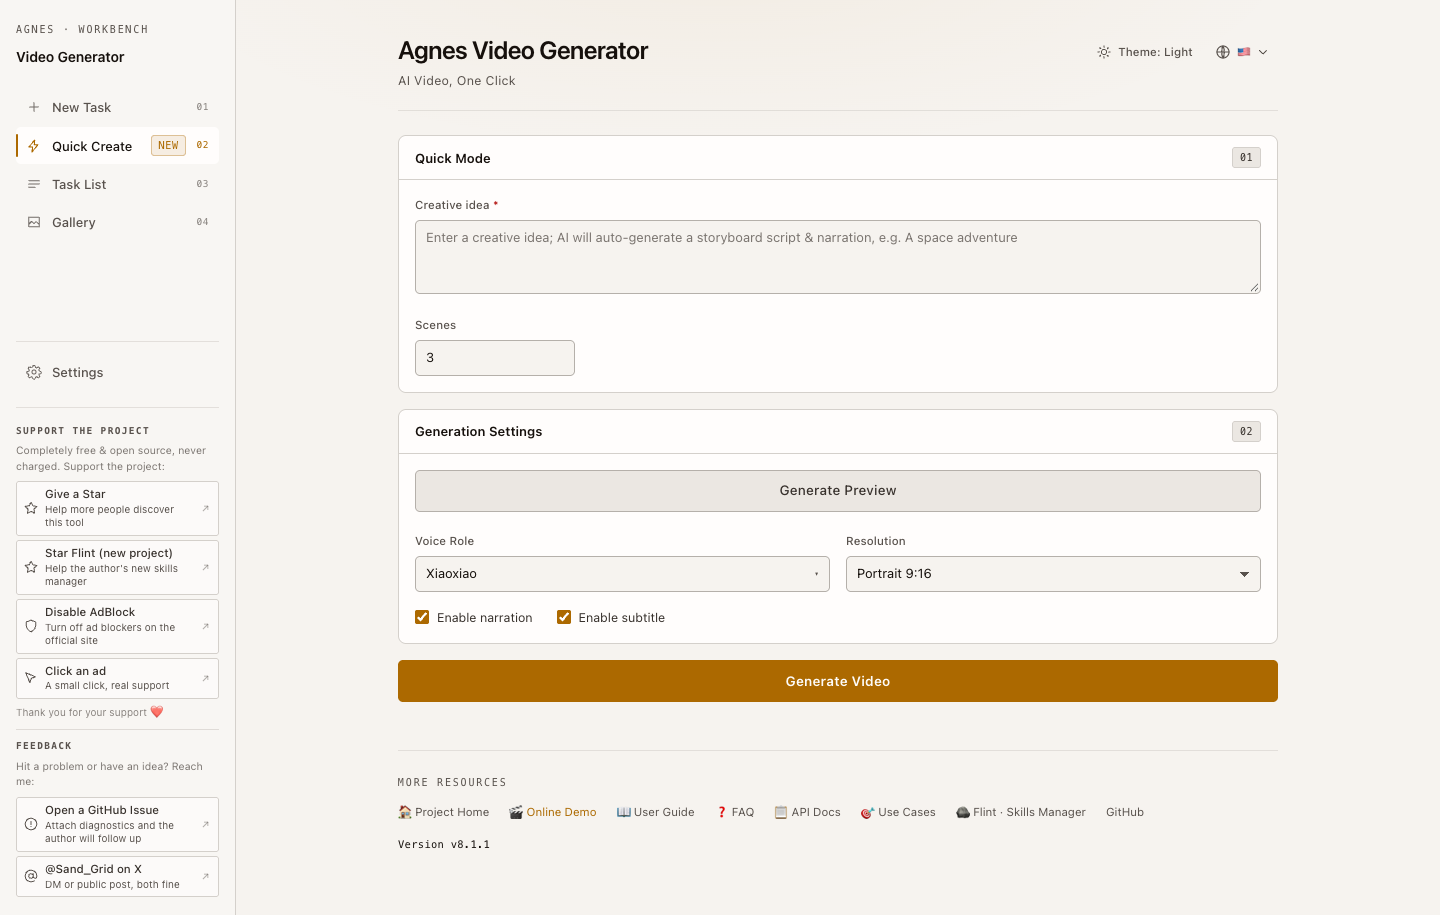 AGNES · WORKBENCH
Video Generator
New Task 01
Quick Create NEW 02
Task List 03
Gallery 04
Settings
SUPPORT THE PROJECT
Completely free & open source, never
charged. Support the project:
Give a Star
Help more people discover
this tool
Star Flint (new project)
Help the author's new skills
manager
Disable AdBlock
Turn off ad blockers on the
official site
Click an ad
A small click, real support
Thank you for your support ❤️
FEEDBACK
Hit a problem or have an idea? Reach
me:
Open a GitHub Issue
Attach diagnostics and the
author will follow up
@Sand_Grid on X
DM or public post, both fine
Agnes Video Generator
AI Video, One Click
Theme: Light
Quick Mode 01
Creative idea *
Enter a creative idea; AI will auto-generate a storyboard script & narration, e.g. A space adventure
Scenes
3
Generation Settings 02
Generate Preview
Voice Role Resolution
Xiaoxiao Portrait 9:16
Enable narration Enable subtitle
Generate Video
MORE RESOURCES
Project Home Online Demo User Guide FAQ API Docs Use Cases Flint · Skills Manager GitHub
Version v8.1.1